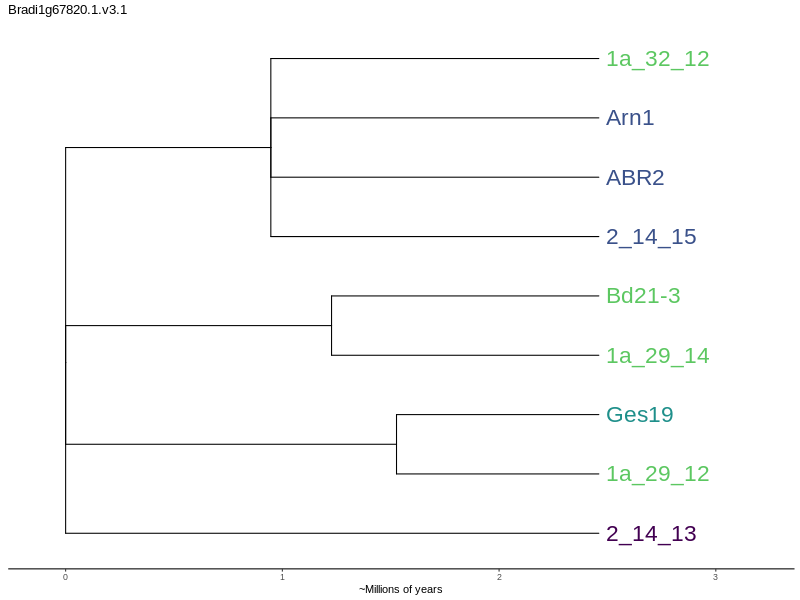 Bradi1g67820.1.v3.1
1a_32_12
Arn1
ABR2
2_14_15
Bd21-3
1a_29_14
Ges19
1a_29_12
2_14_13
0 1 2 3
~Millions of years